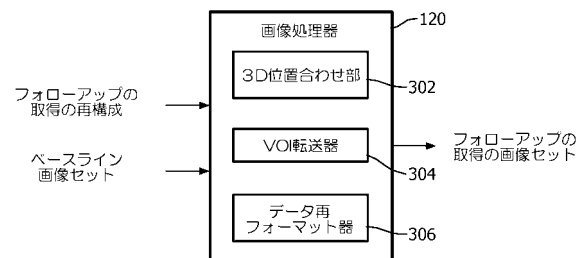 画像処理器
120
3D位置合わせ部
302
フォローアップの
取得の再構成
VOI転送器
304
フォローアップの
取得の画像セット
ベースライン
画像セット
データ再
フォーマット器
306